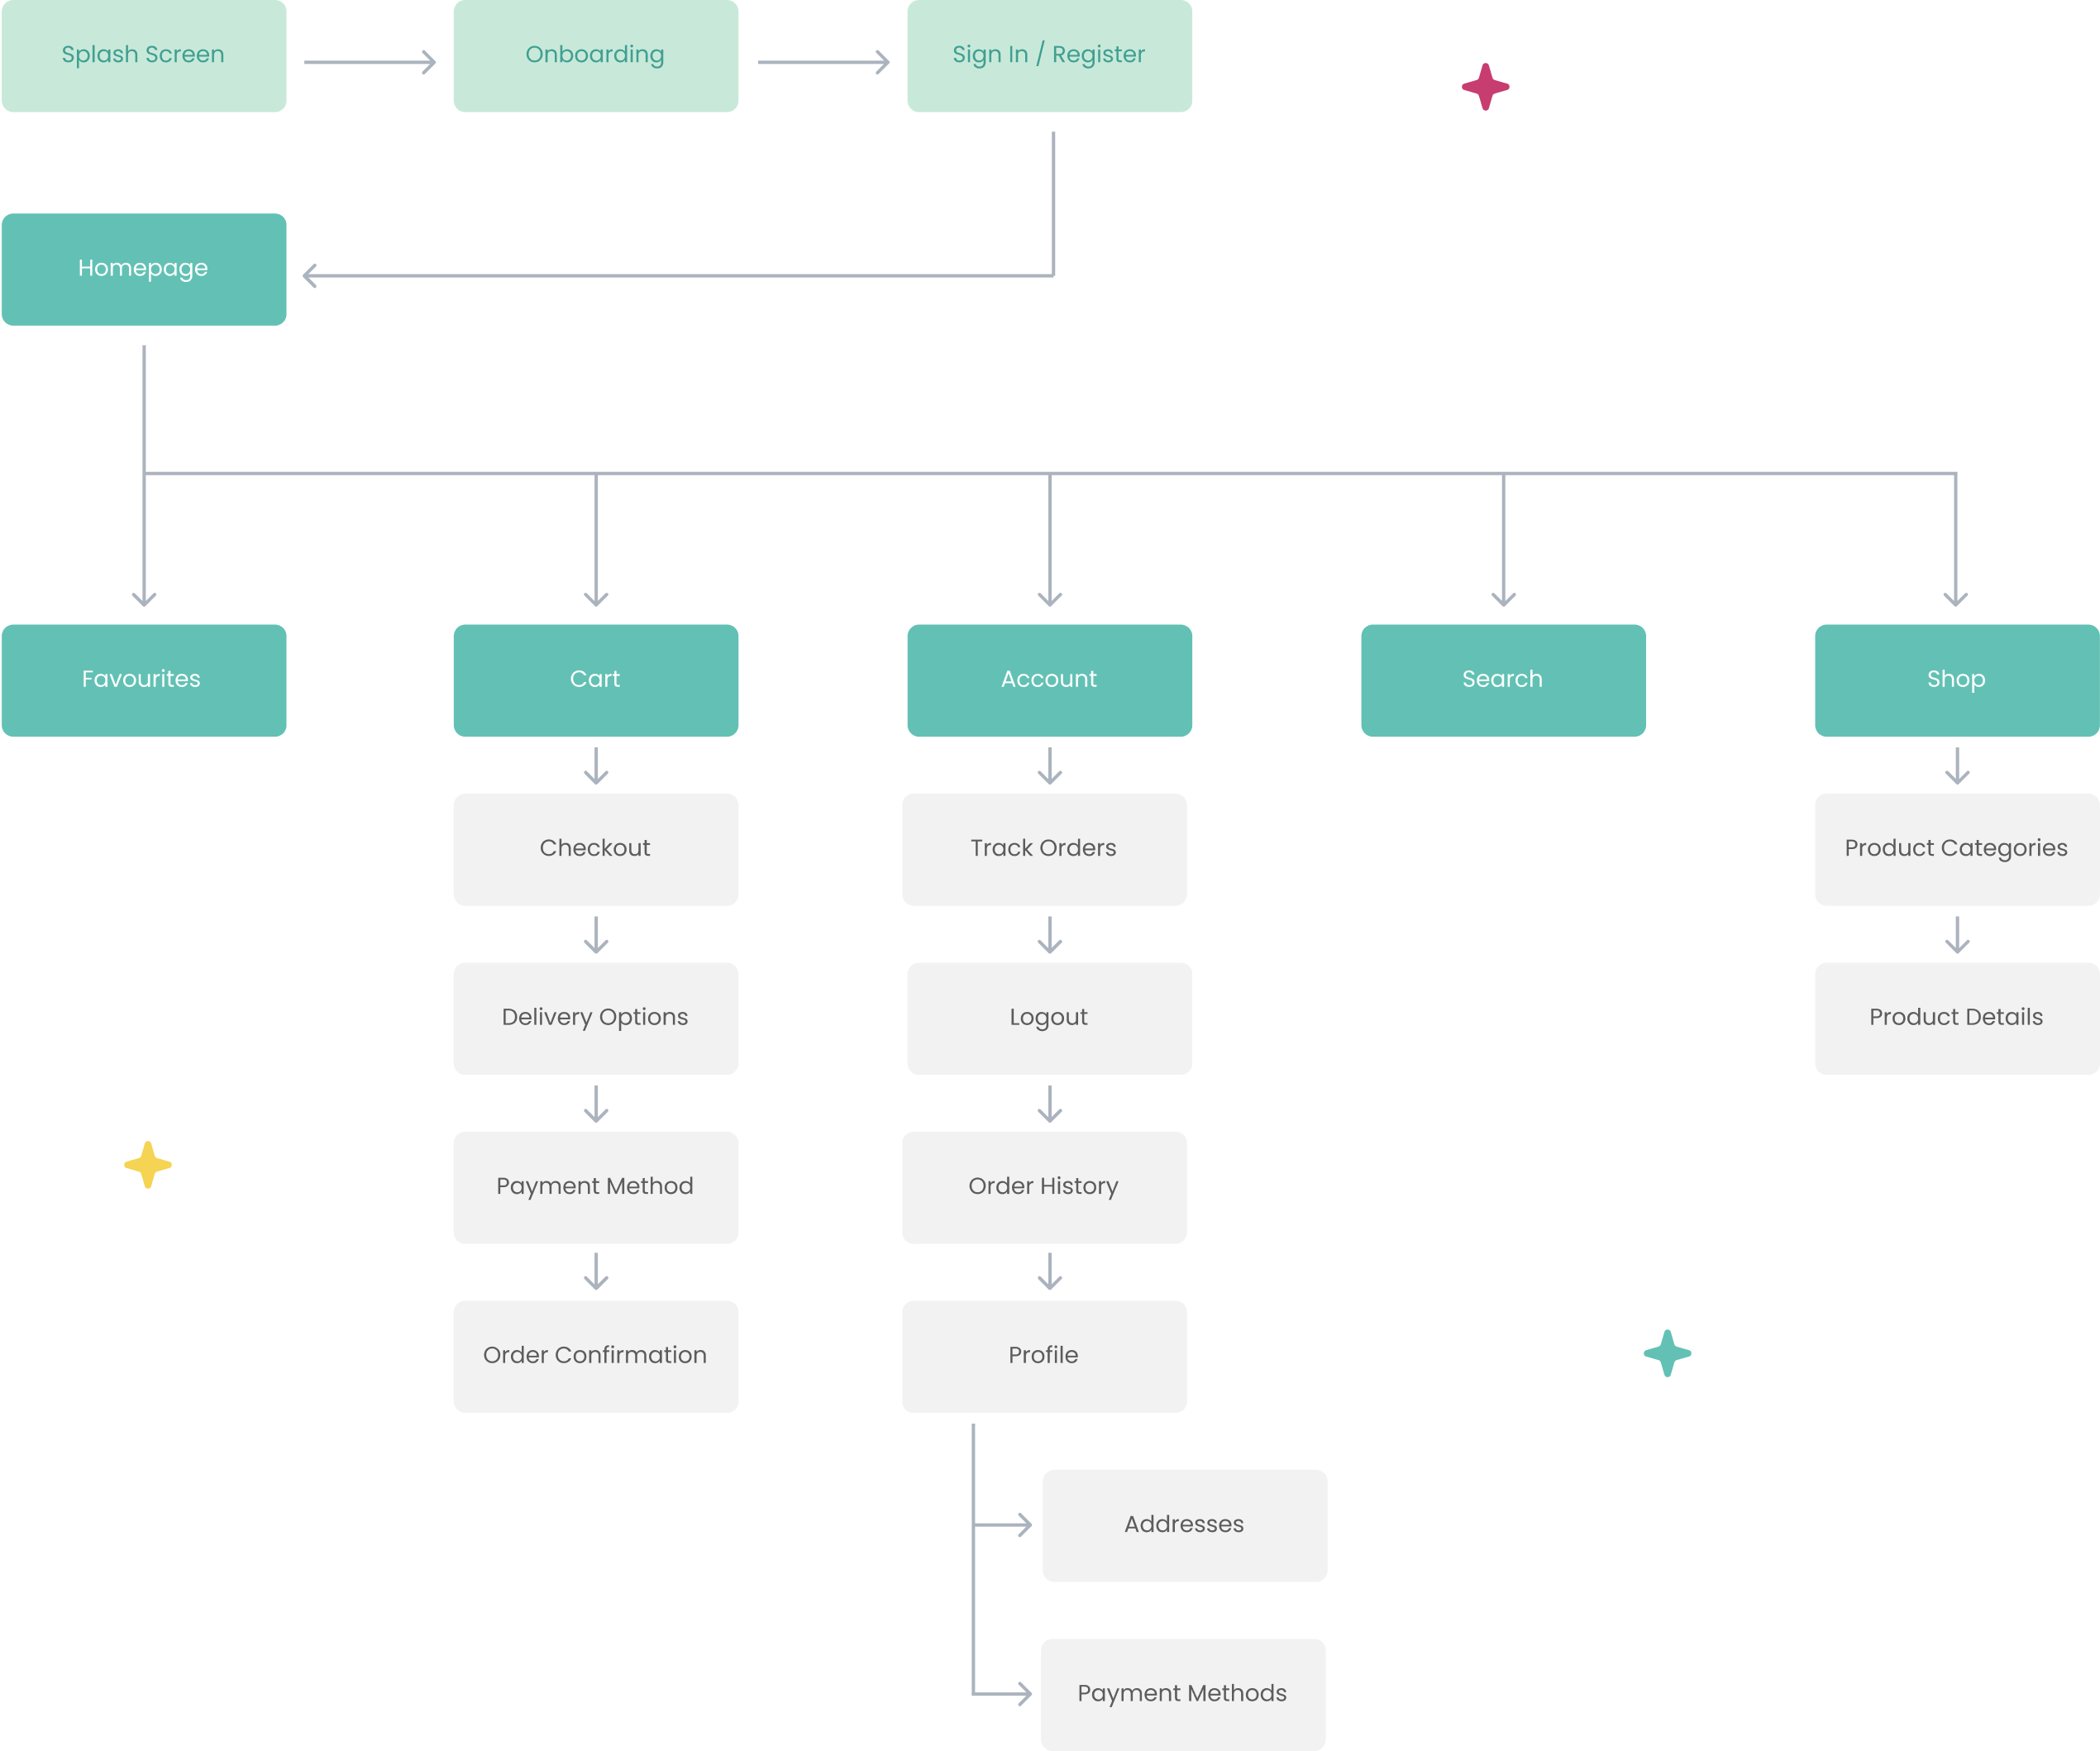 Splash Screen
Onboarding
Sign In / Register
Homepage
Favourites
Cart
Account
Search
Shop
Checkout
Track Orders
Product Categories
Delivery Options
Logout
Product Details
Payment Method
Order History
Order Confirmation
Profile
Addresses
Payment Methods